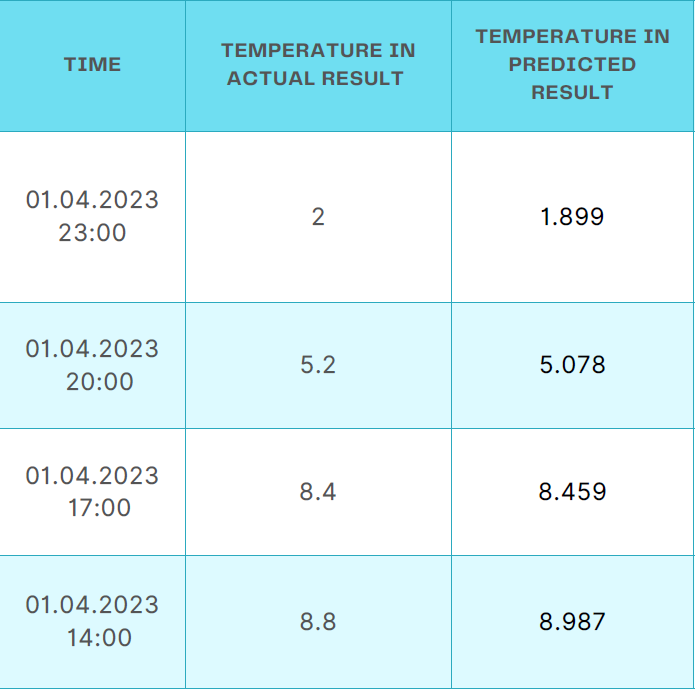 TIME
TEMPERATURE IN
ACTUAL RESULT
TEMPERATURE IN
PREDICTED
RESULT
01.04.2023
23:00
2
1.899
01.04.2023
20:00
5.2
5.078
01.04.2023
17:00
8.4
8.459
01.04.2023
14:00
8.8
8.987